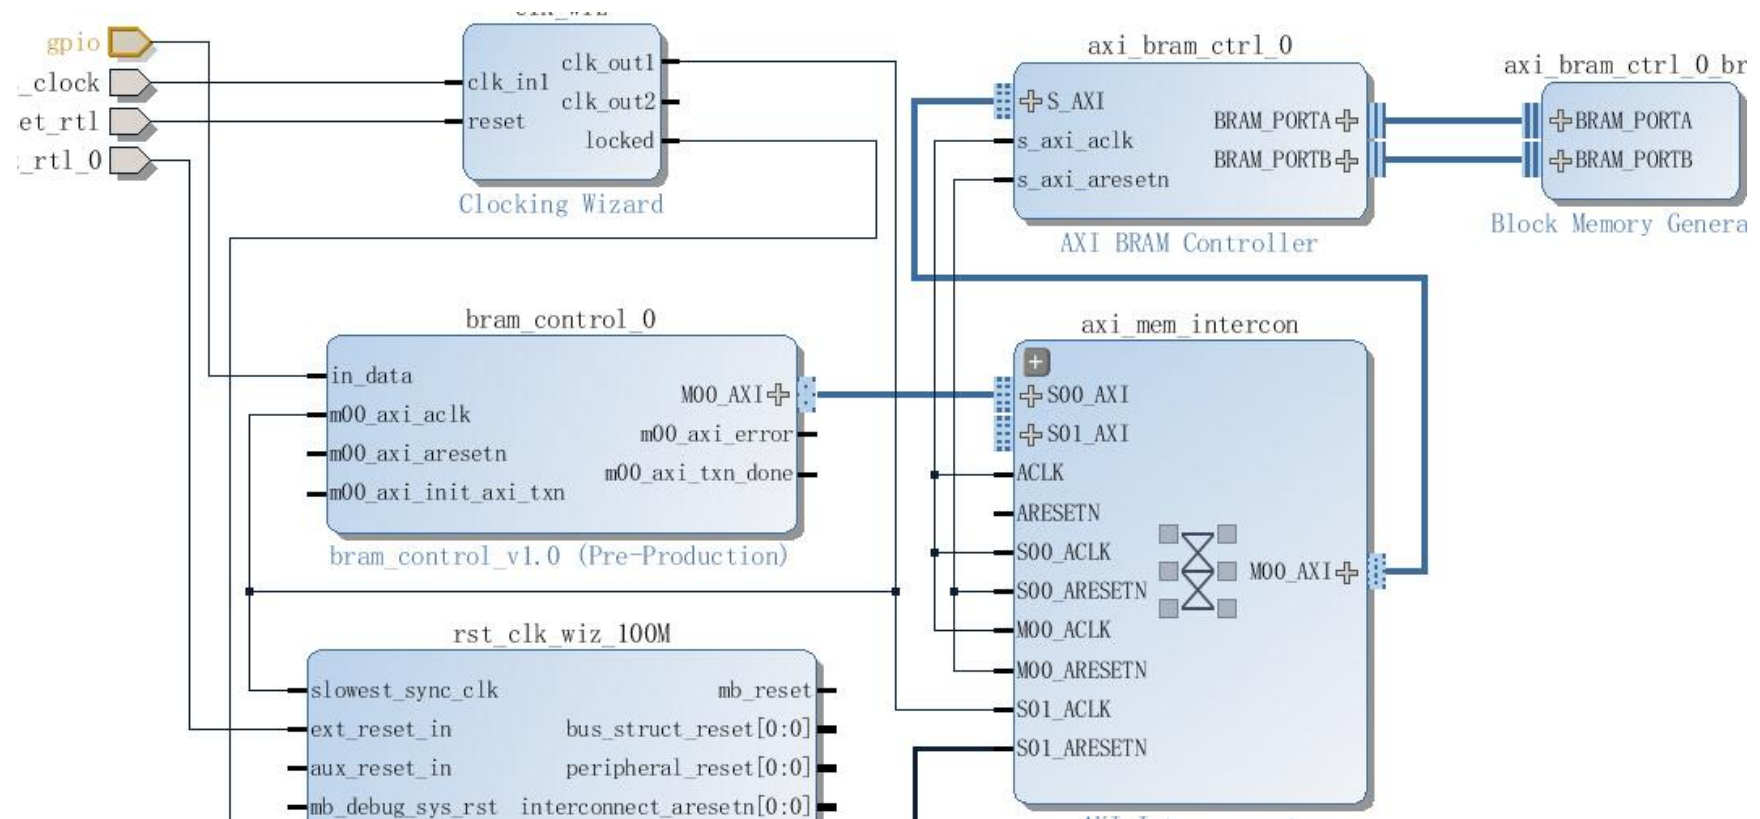 gpio
_clock
et_rtl
_rtl_0
clk_wiz
clk_in1
reset
clk_out1
clk_out2
locked
Clocking Wizard
axi_bram_ctrl_0
S_AXI
s_axi_aclk
s_axi_aresetn
BRAM_PORTA
BRAM_PORTB
AXI BRAM Controller
axi_bram_ctrl_0_br
BRAM_PORTA
BRAM_PORTB
Block Memory Genera
bram_control_0
in_data
m00_axi_aclk
m00_axi_aresetn
m00_axi_init_axi_txn
M00_AXI
m00_axi_error
m00_axi_txn_done
bram_control_v1.0 (Pre-Production)
axi_mem_intercon
S00_AXI
S01_AXI
ACLK
ARESETN
S00_ACLK
S00_ARESETN
M00_ACLK
M00_ARESETN
S01_ACLK
S01_ARESETN
M00_AXI
rst_clk_wiz_100M
slowest_sync_clk
ext_reset_in
aux_reset_in
mb_debug_sys_rst
mb_reset
bus_struct_reset[0:0]
peripheral_reset[0:0]
interconnect_aresetn[0:0]